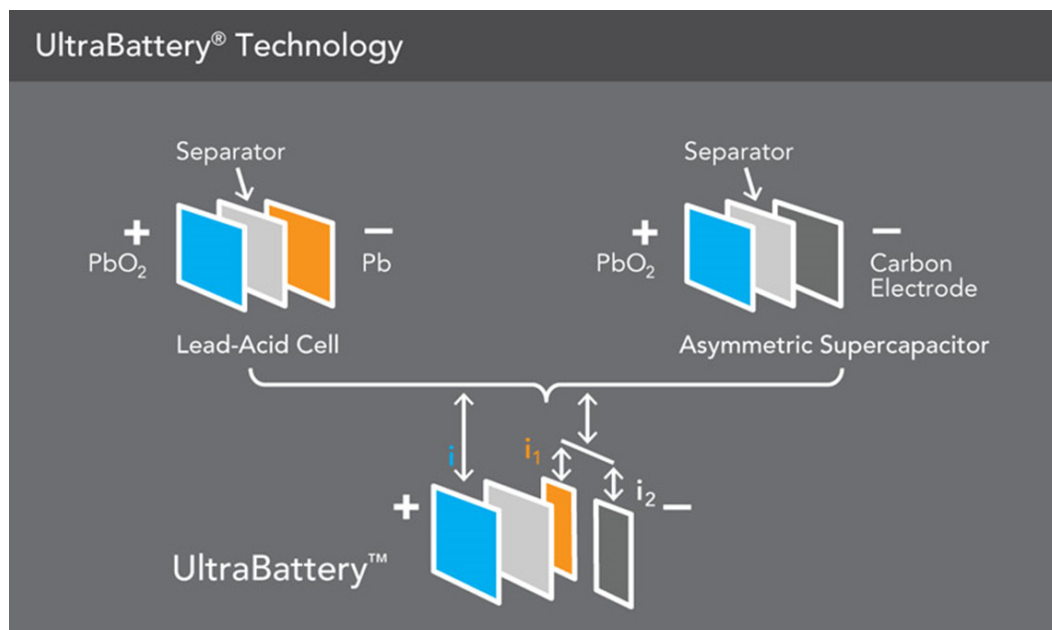 UltraBattery® Technology
Separator
+
PbO₂
−
Pb
Lead-Acid Cell
Separator
+
PbO₂
−
Carbon
Electrode
Asymmetric Supercapacitor
i
i₁
i₂
+
−
UltraBattery™